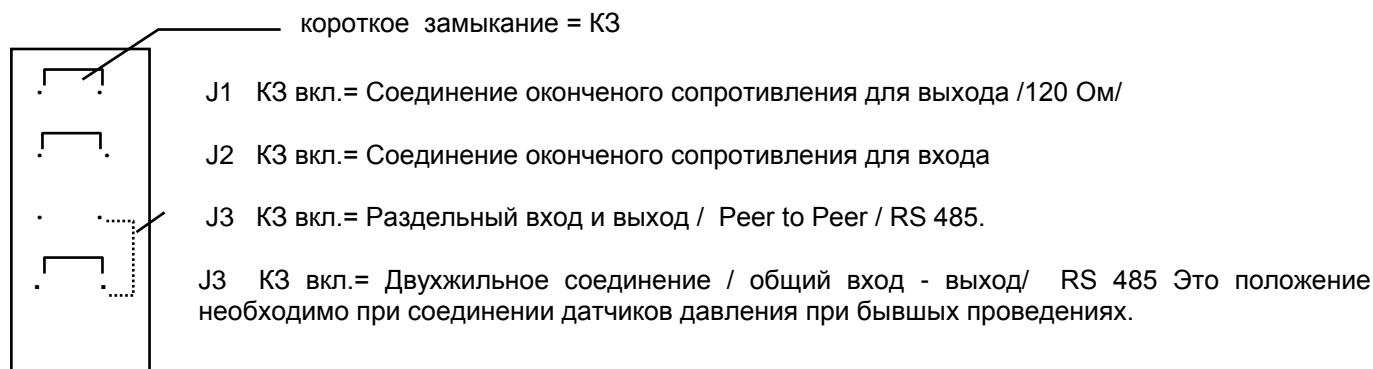 короткое замыкание = КЗ
J1 КЗ вкл.= Соединение оконченого сопротивления для выхода /120 Ом/
J2 КЗ вкл.= Соединение оконченого сопротивления для входа
J3 КЗ вкл.= Раздельный вход и выход / Peer to Peer / RS 485.
J3 КЗ вкл.= Двухжильное соединение / общий вход - выход/ RS 485 Это положение
необходимо при соединении датчиков давления при бывшых проведениях.